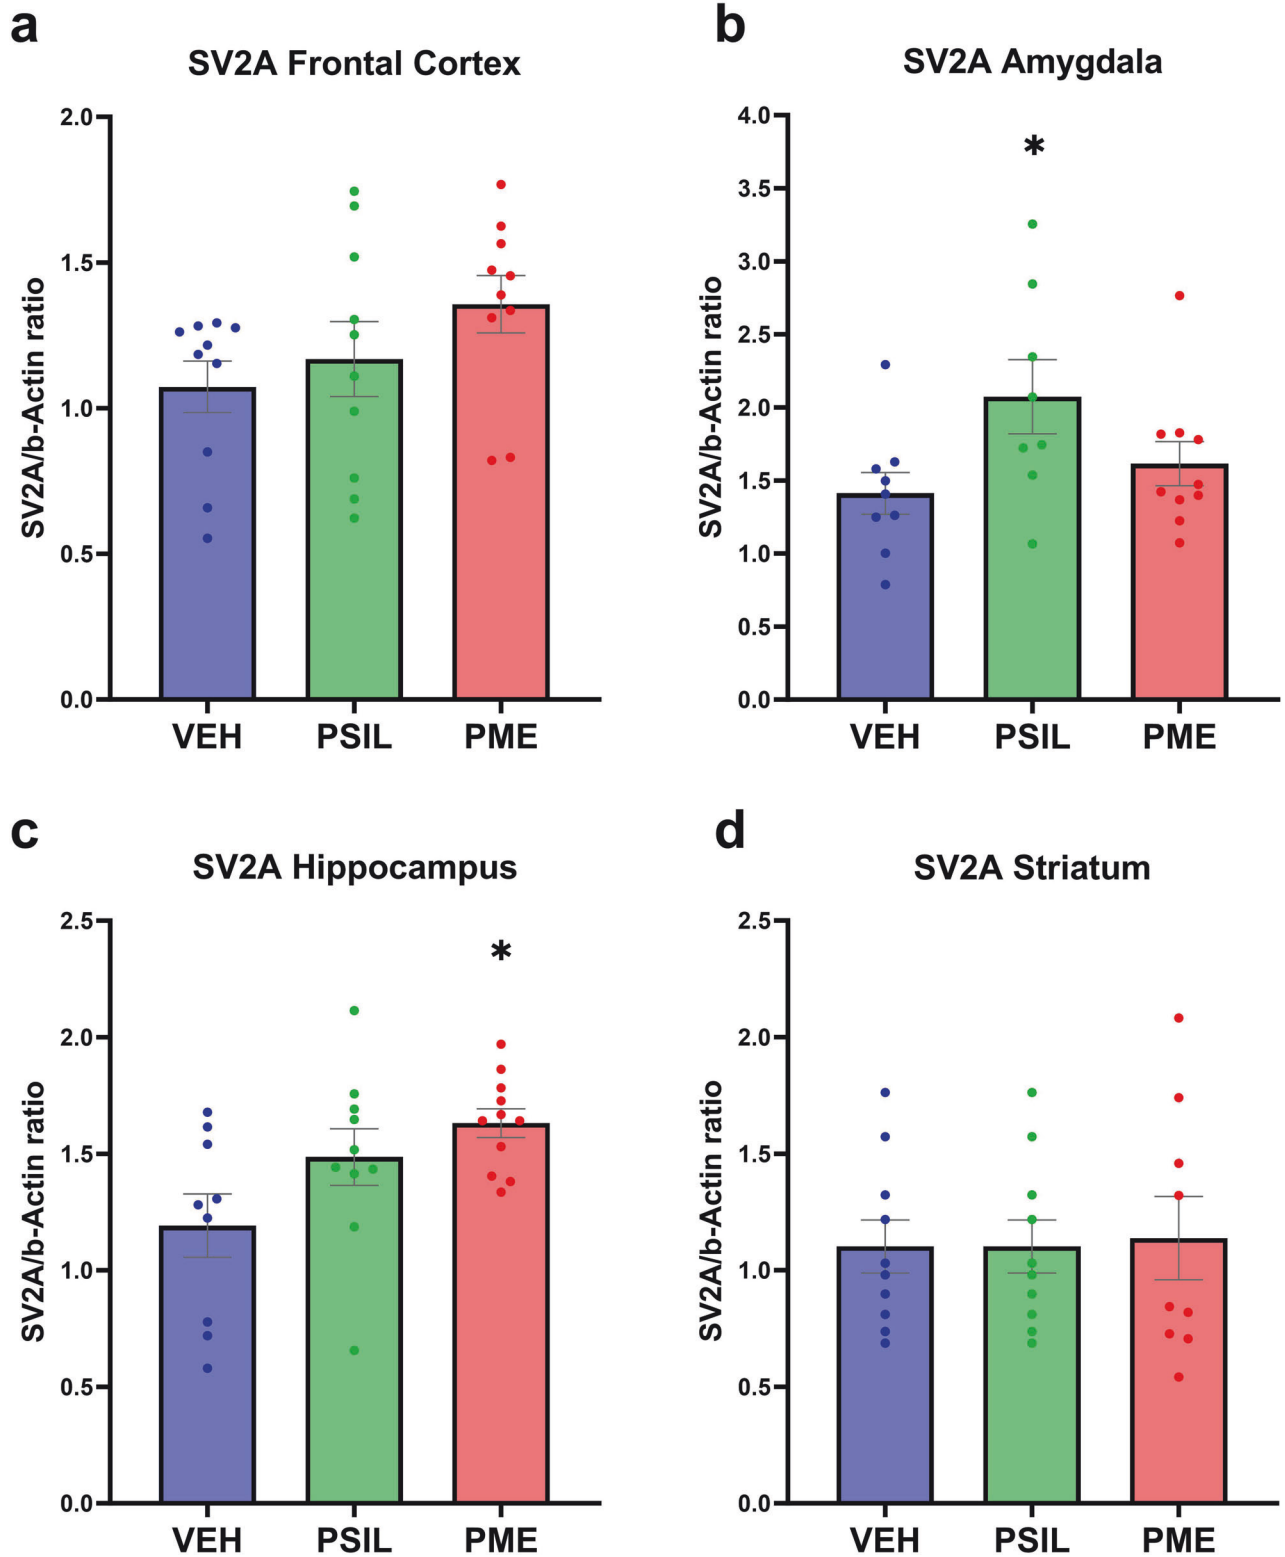 a
SV2A Frontal Cortex
SV2A/b-Actin ratio
2.0
1.5
1.0
0.5
0.0
VEH PSIL PME
b
SV2A Amygdala
*
SV2A/b-Actin ratio
4.0
3.5
3.0
2.5
2.0
1.5
1.0
0.5
0.0
VEH PSIL PME
c
SV2A Hippocampus
*
SV2A/b-Actin ratio
2.5
2.0
1.5
1.0
0.5
0.0
VEH PSIL PME
d
SV2A Striatum
SV2A/b-Actin ratio
2.5
2.0
1.5
1.0
0.5
0.0
VEH PSIL PME